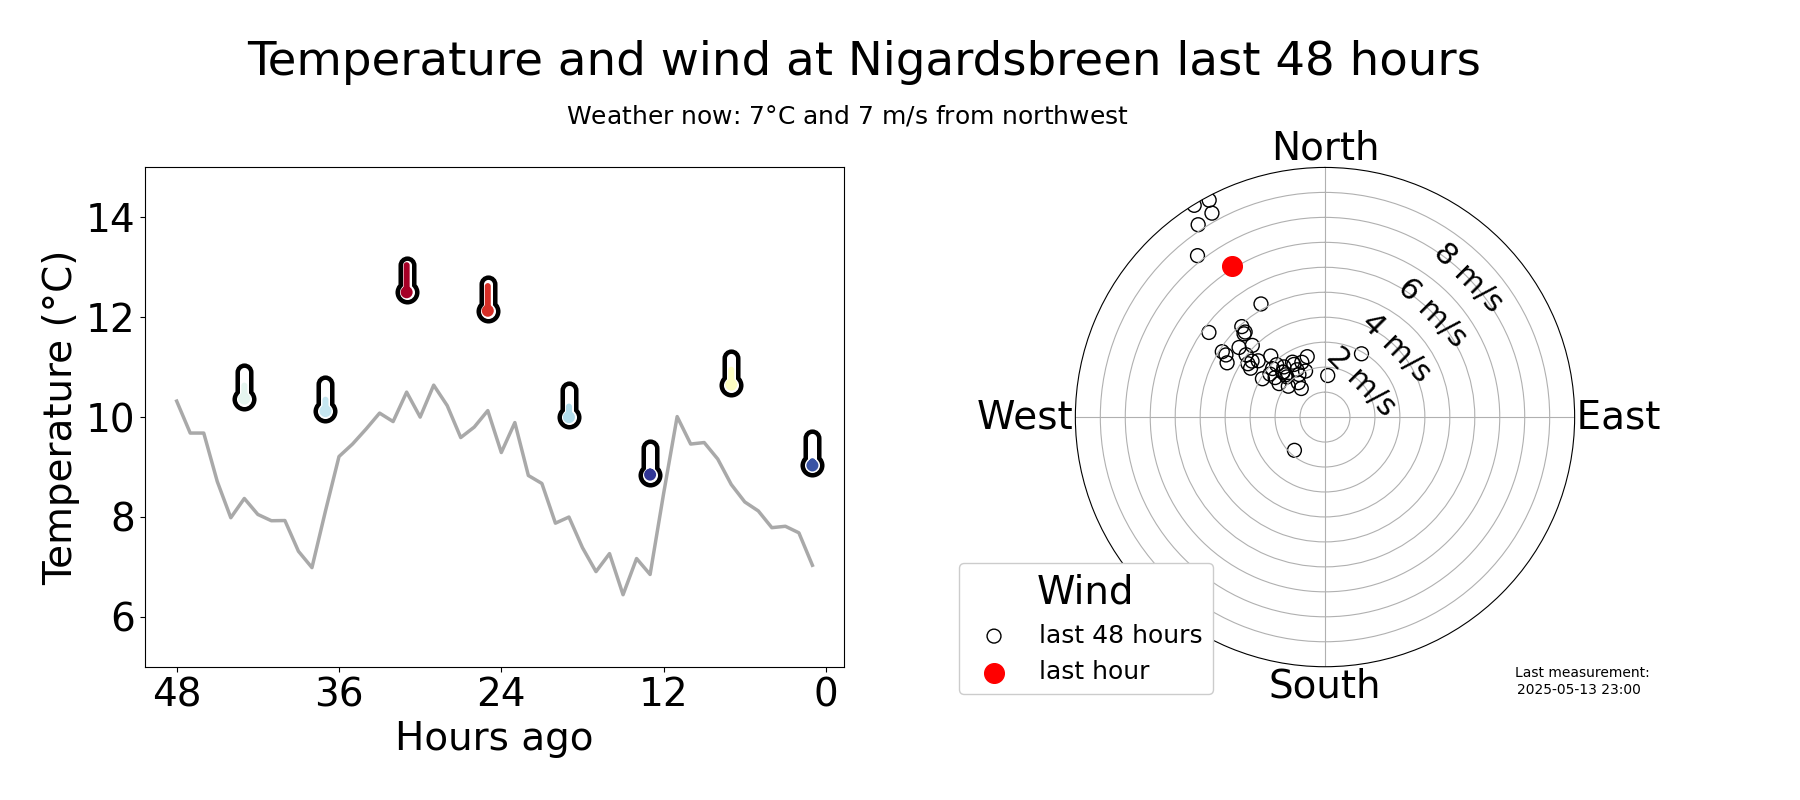 Temperature and wind at Nigardsbreen last 48 hours
Weather now: 7°C and 7 m/s from northwest
Temperature (°C)
14
12
10
8
6
48 36 24 12 0
Hours ago
North
West
East
South
8 m/s
6 m/s
4 m/s
2 m/s
Wind
last 48 hours
last hour
Last measurement:
2025-05-13 23:00